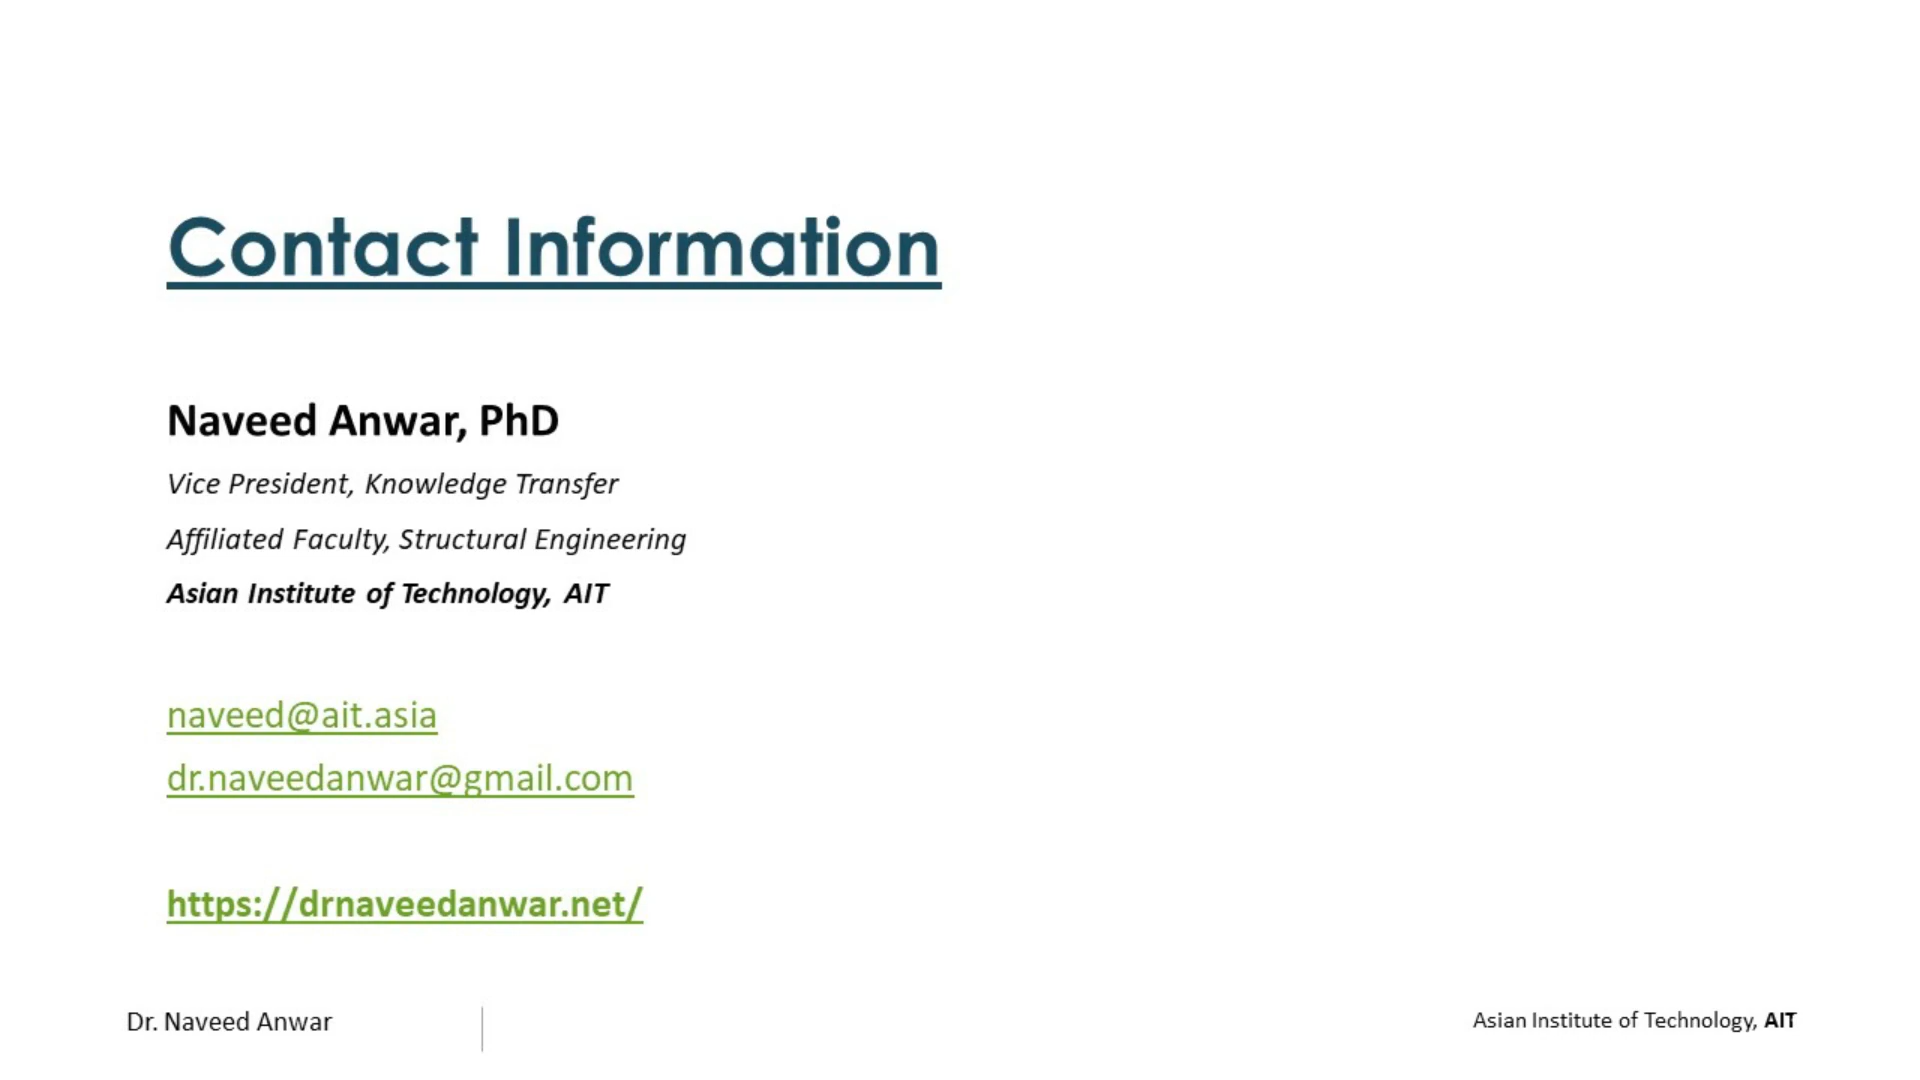 Contact Information
Naveed Anwar, PhD
Vice President, Knowledge Transfer
Affiliated Faculty, Structural Engineering
Asian Institute of Technology, AIT
naveed@ait.asia
dr.naveedanwar@gmail.com
https://drnaveedanwar.net/
Dr. Naveed Anwar
Asian Institute of Technology, AIT